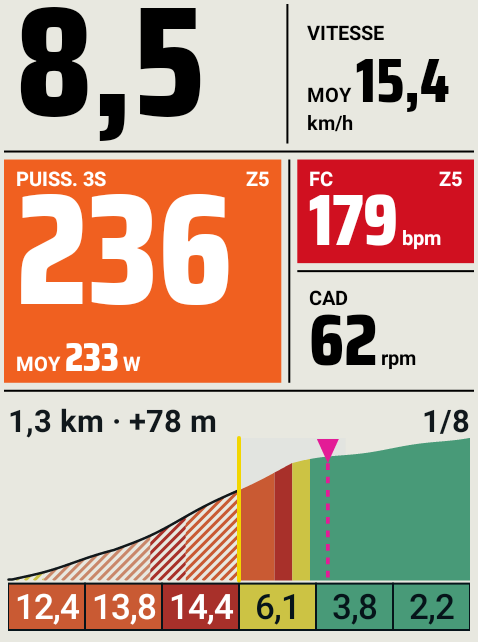 8,5
VITESSE
MOY 15,4
km/h
PUISS. 3S Z5
236
MOY 233 W
FC Z5
179 bpm
CAD
62 rpm
1,3 km · +78 m 1/8
12,4 13,8 14,4 6,1 3,8 2,2